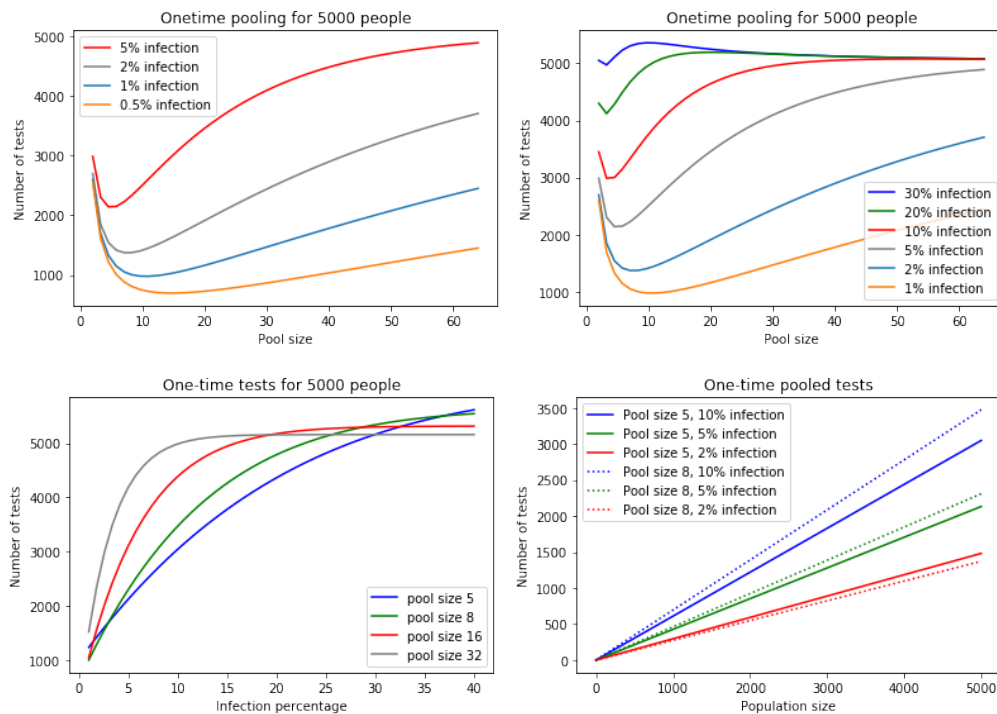 Onetime pooling for 5000 people
5000
4000
3000
2000
1000
Number of tests
5% infection
2% infection
1% infection
0.5% infection
0 10 20 30 40 50 60
Pool size
Onetime pooling for 5000 people
5000
4000
3000
2000
1000
Number of tests
30% infection
20% infection
10% infection
5% infection
2% infection
1% infection
0 10 20 30 40 50 60
Pool size
One-time tests for 5000 people
5000
4000
3000
2000
1000
Number of tests
pool size 5
pool size 8
pool size 16
pool size 32
0 5 10 15 20 25 30 35 40
Infection percentage
One-time pooled tests
3500
3000
2500
2000
1500
1000
500
0
Number of tests
Pool size 5, 10% infection
Pool size 5, 5% infection
Pool size 5, 2% infection
Pool size 8, 10% infection
Pool size 8, 5% infection
Pool size 8, 2% infection
0 1000 2000 3000 4000 5000
Population size